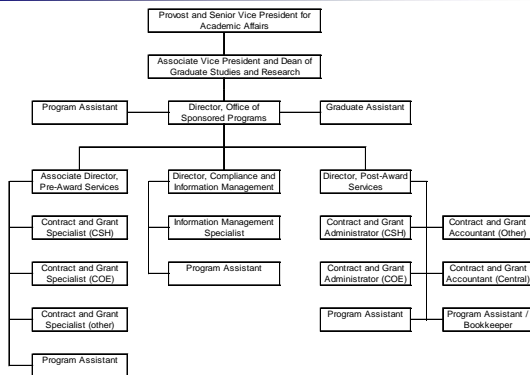 Provost and Senior Vice President for
Academic Affairs
Associate Vice President and Dean of
Graduate Studies and Research
Program Assistant
Director, Office of
Sponsored Programs
Graduate Assistant
Associate Director,
Pre-Award Services
Director, Compliance and
Information Management
Director, Post-Award
Services
Contract and Grant
Specialist (CSH)
Information Management
Specialist
Contract and Grant
Administrator (CSH)
Contract and Grant
Accountant (Other)
Contract and Grant
Specialist (COE)
Program Assistant
Contract and Grant
Administrator (COE)
Contract and Grant
Accountant (Central)
Contract and Grant
Specialist (other)
Program Assistant
Program Assistant /
Bookkeeper
Program Assistant